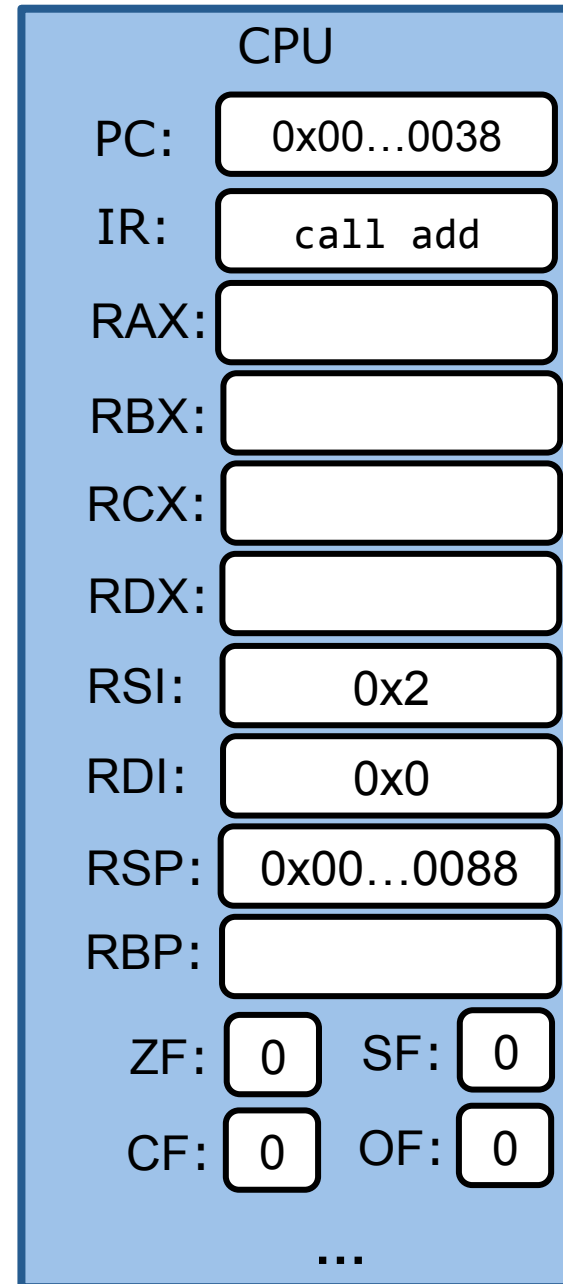 CPU
PC: 0x00…0038
IR: call add
RAX:
RBX:
RCX:
RDX:
RSI: 0x2
RDI: 0x0
RSP: 0x00…0088
RBP:
ZF: 0 SF: 0
CF: 0 OF: 0
…